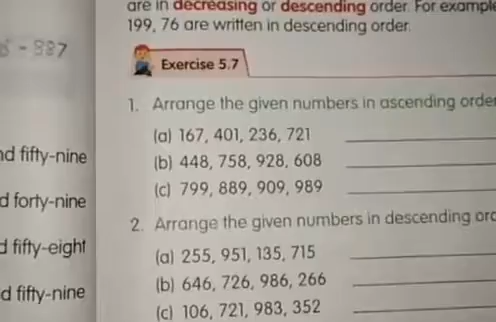 are in decreasing or descending order. For example
199, 76 are written in descending order.
- 887
Exercise 5.7
1. Arrange the given numbers in ascending order
(a) 167, 401, 236, 721
(b) 448, 758, 928, 608
(c) 799, 889, 909, 989
2. Arrange the given numbers in descending ord
(a) 255, 951, 135, 715
(b) 646, 726, 986, 266
(c) 106, 721, 983, 352
nd fifty-nine
d forty-nine
d fifty-eight
d fifty-nine